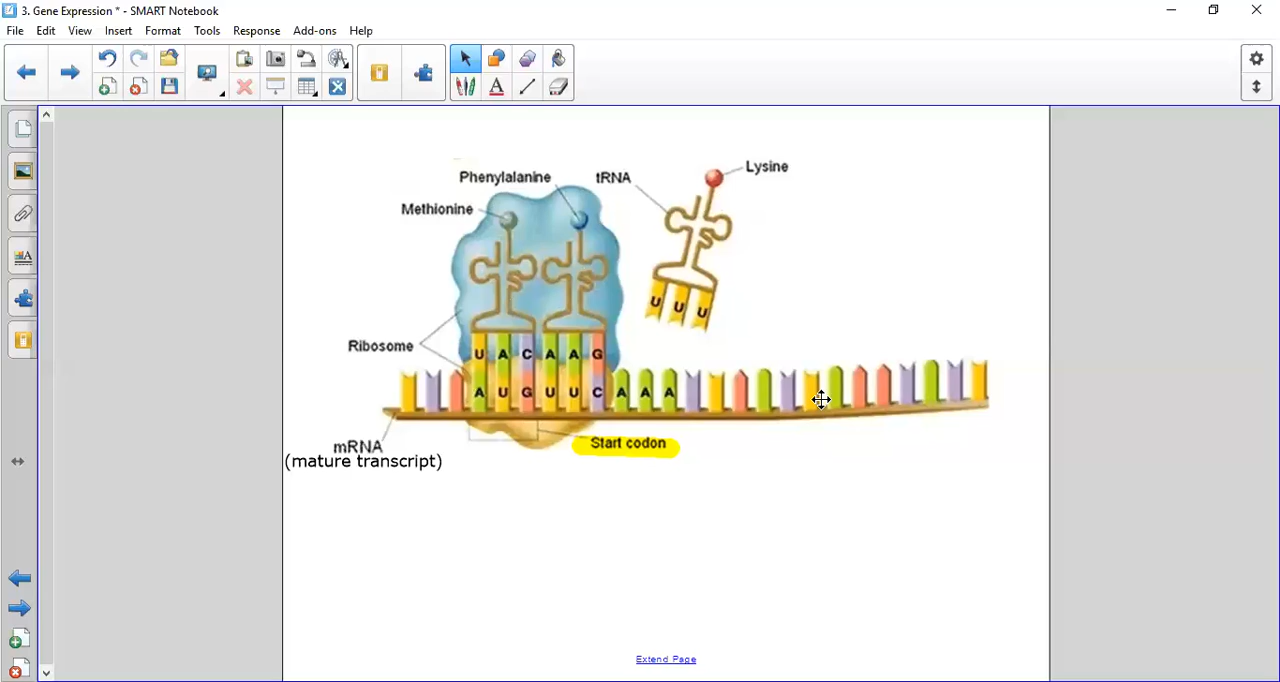 3. Gene Expression * - SMART Notebook
File Edit View Insert Format Tools Add-ons Response Help
Lysine
Phenylalanine tRNA
Methionine
U U U
Ribosome
U A C A A G
A U G U U C A A A
Start codon
mRNA
(mature transcript)
Extend Page